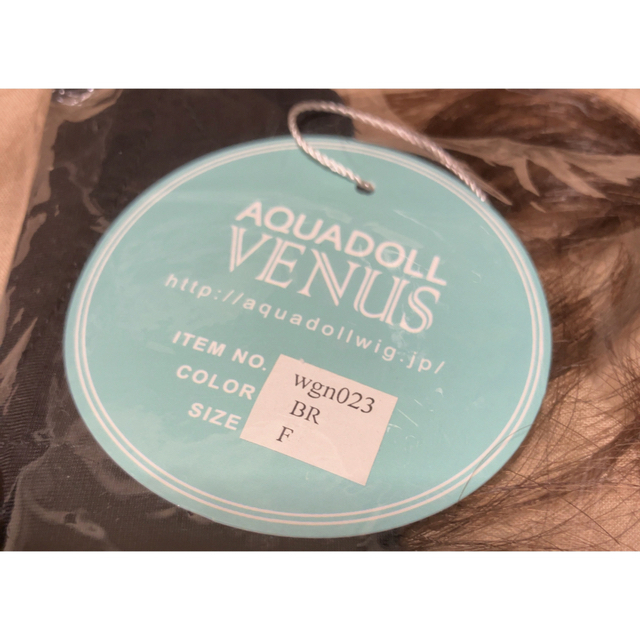 AQUADOLL
VENUS
http://aquadollwig.jp/
ITEM NO. wgn023
COLOR BR
SIZE F